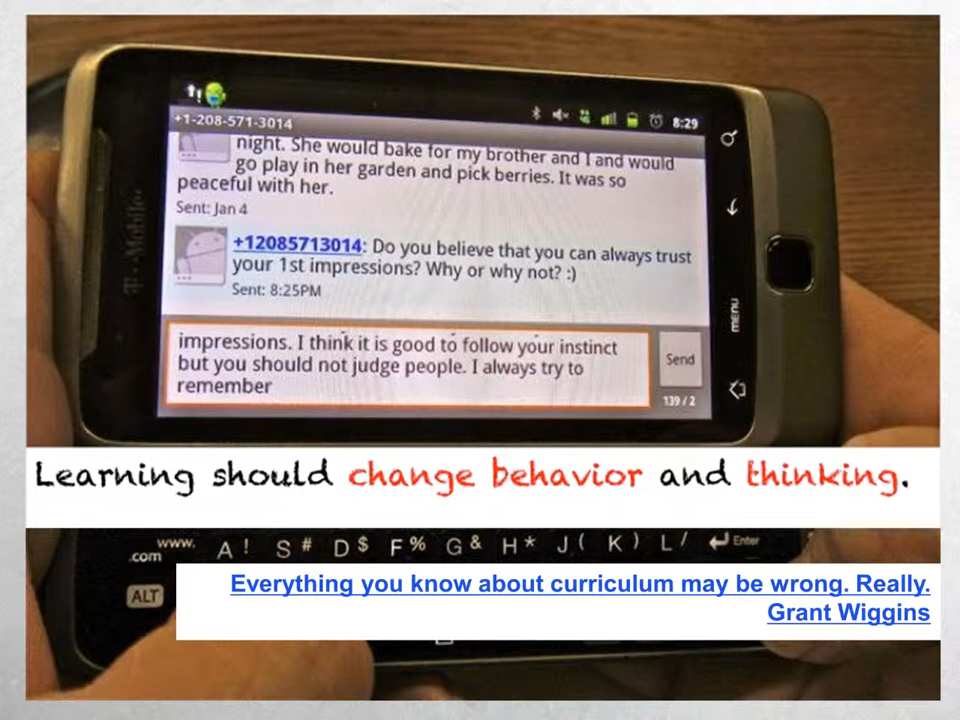 8:29
+1-208-571-3014
night. She would bake for my brother and I and would
go play in her garden and pick berries. It was so
peaceful with her.
Sent: Jan 4
+12085713014: Do you believe that you can always trust
your 1st impressions? Why or why not? :)
Sent: 8:25PM
impressions. I think it is good to follow your instinct
but you should not judge people. I always try to
remember
Send
139 / 2
T-Mobile
MENU
Learning should change behavior and thinking.
www.
.com A ! S # D $ F % G & H * J ( K ) L / Enter
ALT
Everything you know about curriculum may be wrong. Really.
Grant Wiggins